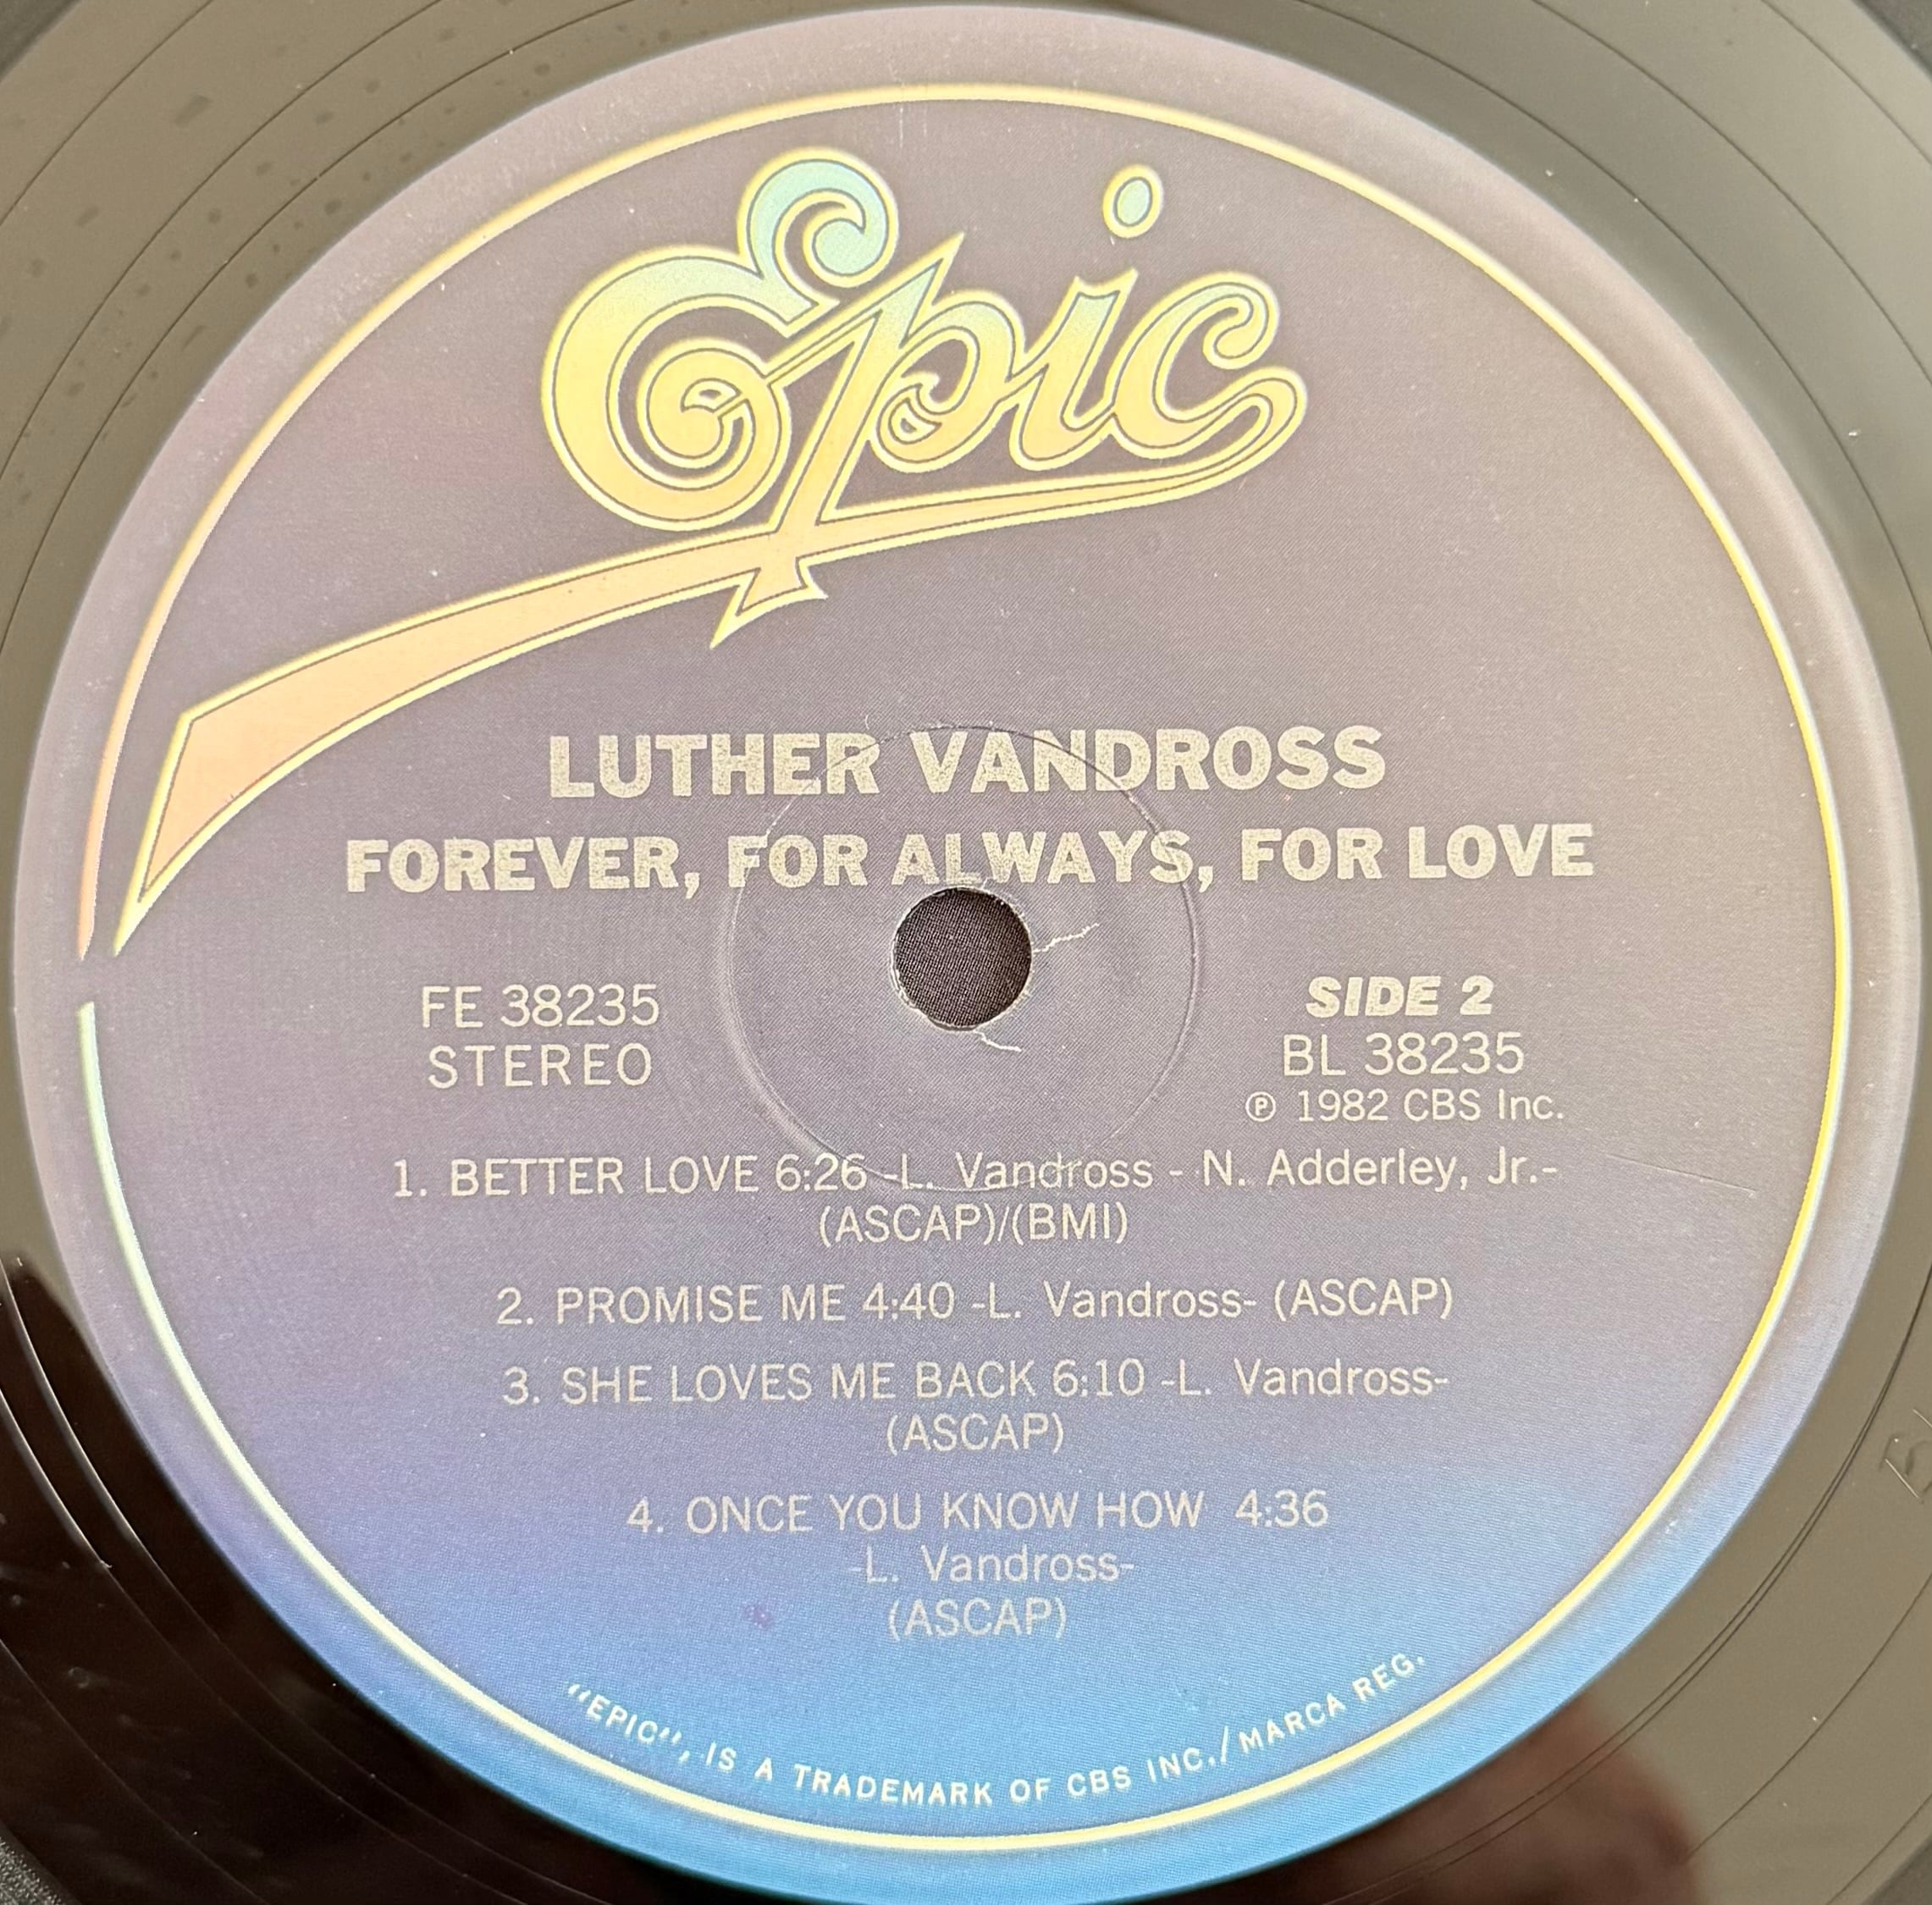 Epic
LUTHER VANDROSS
FOREVER, FOR ALWAYS, FOR LOVE
FE 38235
STEREO
SIDE 2
BL 38235
℗ 1982 CBS Inc.
1. BETTER LOVE 6:26 -L. Vandross - N. Adderley, Jr.-
(ASCAP)/(BMI)
2. PROMISE ME 4:40 -L. Vandross- (ASCAP)
3. SHE LOVES ME BACK 6:10 -L. Vandross-
(ASCAP)
4. ONCE YOU KNOW HOW 4:36
-L. Vandross-
(ASCAP)
"EPIC", IS A TRADEMARK OF CBS INC./MARCA REG.